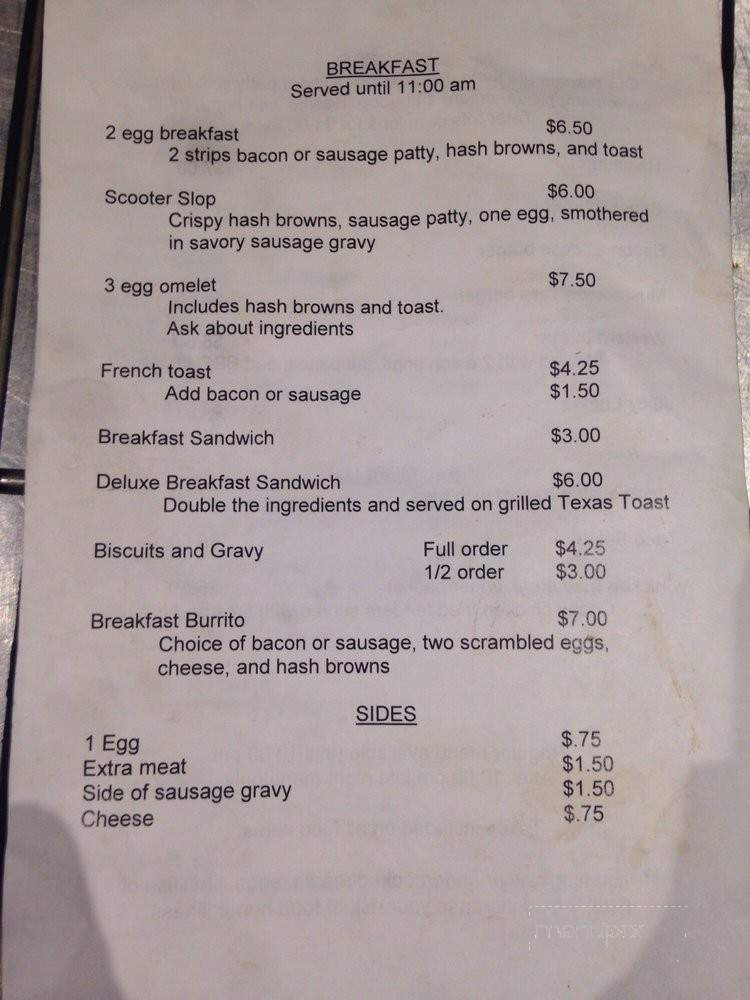 BREAKFAST
Served until 11:00 am
2 egg breakfast $6.50
2 strips bacon or sausage patty, hash browns, and toast
Scooter Slop $6.00
Crispy hash browns, sausage patty, one egg, smothered
in savory sausage gravy
3 egg omelet $7.50
Includes hash browns and toast.
Ask about ingredients
French toast $4.25
Add bacon or sausage $1.50
Breakfast Sandwich $3.00
Deluxe Breakfast Sandwich $6.00
Double the ingredients and served on grilled Texas Toast
Biscuits and Gravy Full order $4.25
1/2 order $3.00
Breakfast Burrito $7.00
Choice of bacon or sausage, two scrambled eggs,
cheese, and hash browns
SIDES
1 Egg $.75
Extra meat $1.50
Side of sausage gravy $1.50
Cheese $.75
menupix